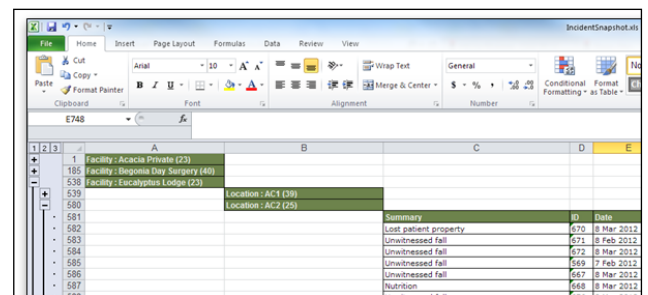 IncidentSnapshot.xls
File Home Insert Page Layout Formulas Data Review View
Cut
Copy
Format Painter
Paste
Arial 10 A A
Wrap Text
General
B I U A
Merge & Center
$ % ,
Conditional Formatting
Format as Table
No
Clipboard Font Alignment Number
E748 fx
1 2 3 A B C D E
1 Facility : Acacia Private (23)
185 Facility : Begonia Day Surgery (40)
538 Facility : Eucalyptus Lodge (23)
539 Location : AC1 (39)
580 Location : AC2 (25)
581 Summary ID Date
582 Lost patient property 670 8 Mar 2012
583 Unwitnessed fall 671 8 Feb 2012
584 Unwitnessed fall 672 8 Mar 2012
585 Unwitnessed fall 569 7 Feb 2012
586 Unwitnessed fall 667 8 Mar 2012
587 Nutrition 668 8 Mar 2012